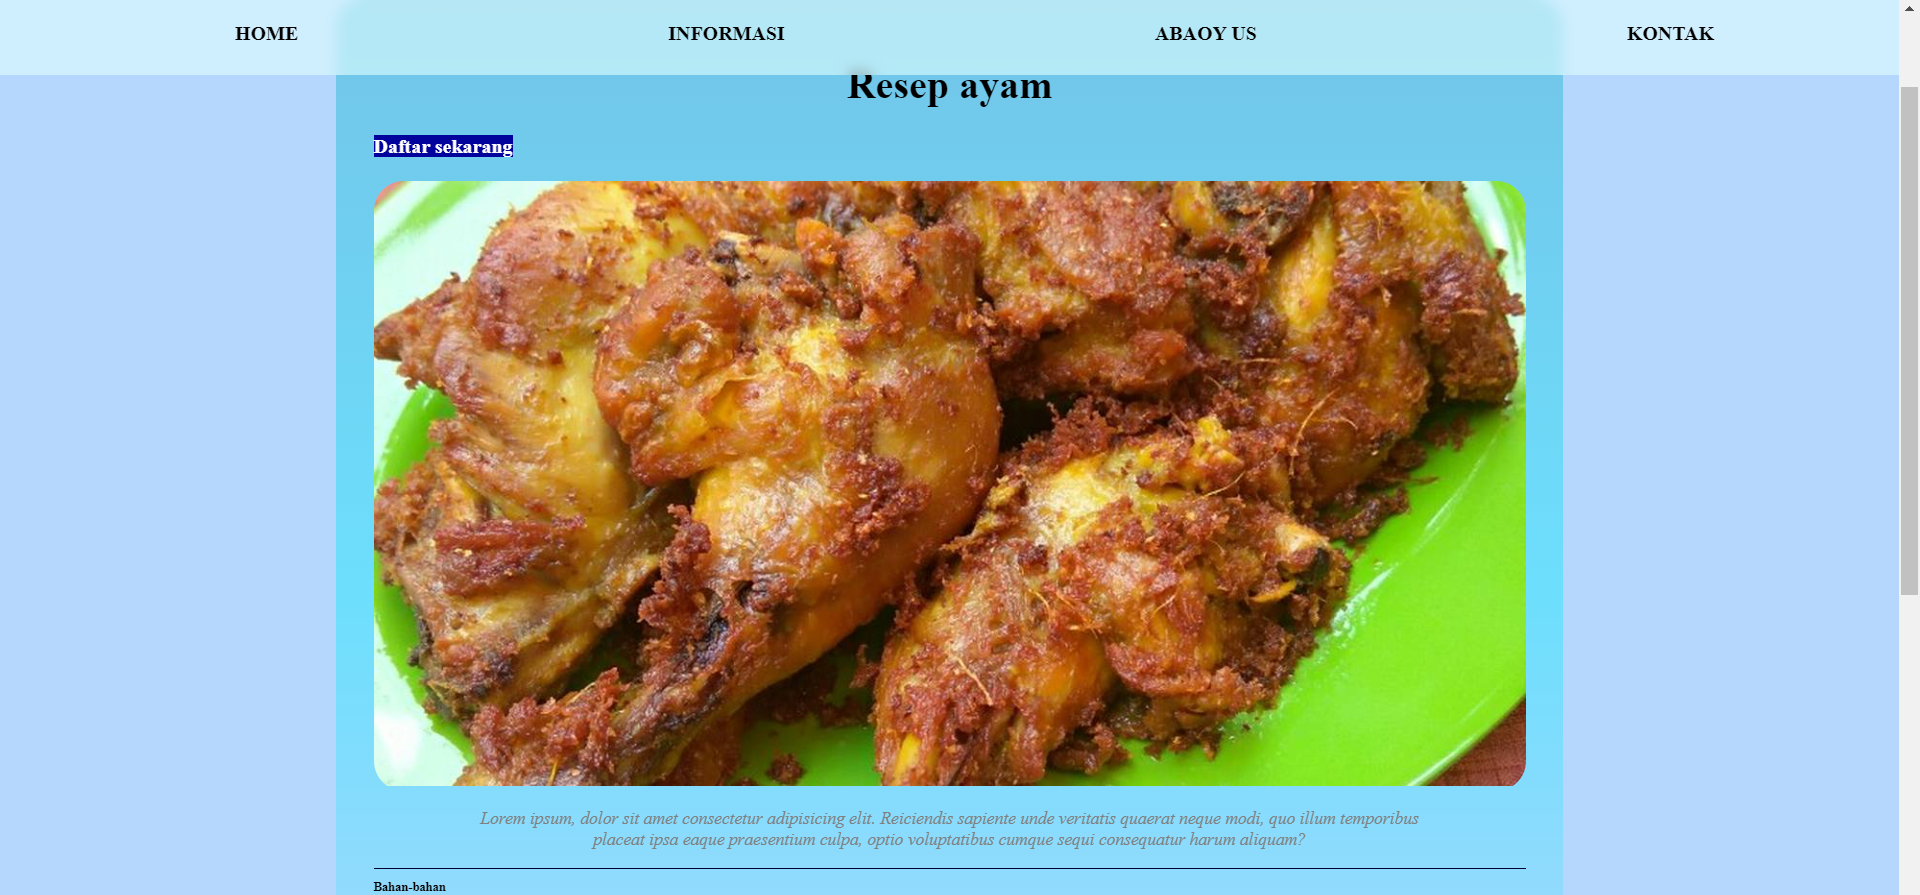 HOME INFORMASI ABAOY US KONTAK
Resep ayam
Daftar sekarang
Lorem ipsum, dolor sit amet consectetur adipisicing elit. Reiciendis sapiente unde veritatis quaerat neque modi, quo illum temporibus
placeat ipsa eaque praesentium culpa, optio voluptatibus cumque sequi consequatur harum aliquam?
Bahan-bahan